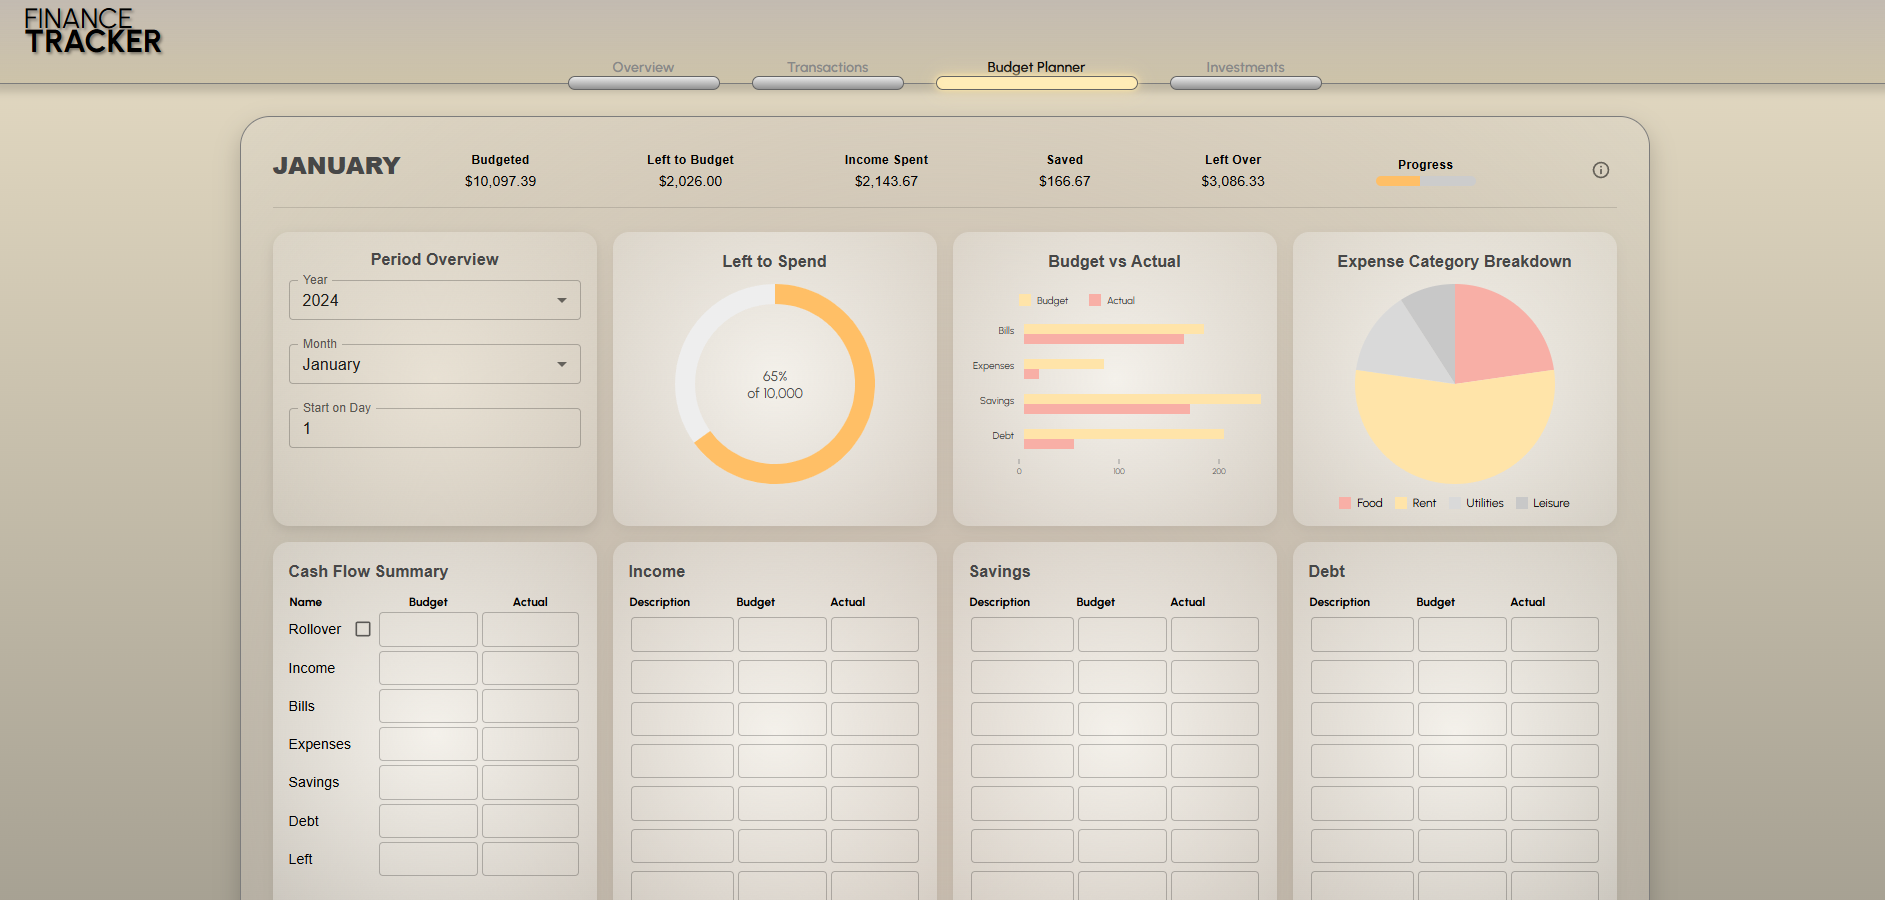 FINANCE
TRACKER
Overview
Transactions
Budget Planner
Investments
JANUARY
Budgeted
$10,097.39
Left to Budget
$2,026.00
Income Spent
$2,143.67
Saved
$166.67
Left Over
$3,086.33
Progress
Period Overview
Year
2024
Month
January
Start on Day
1
Left to Spend
65%
of 10,000
Budget vs Actual
Budget Actual
Bills
Expenses
Savings
Debt
0 100 200
Expense Category Breakdown
Food Rent Utilities Leisure
Cash Flow Summary
Name Budget Actual
Rollover
Income
Bills
Expenses
Savings
Debt
Left
Income
Description Budget Actual
Savings
Description Budget Actual
Debt
Description Budget Actual